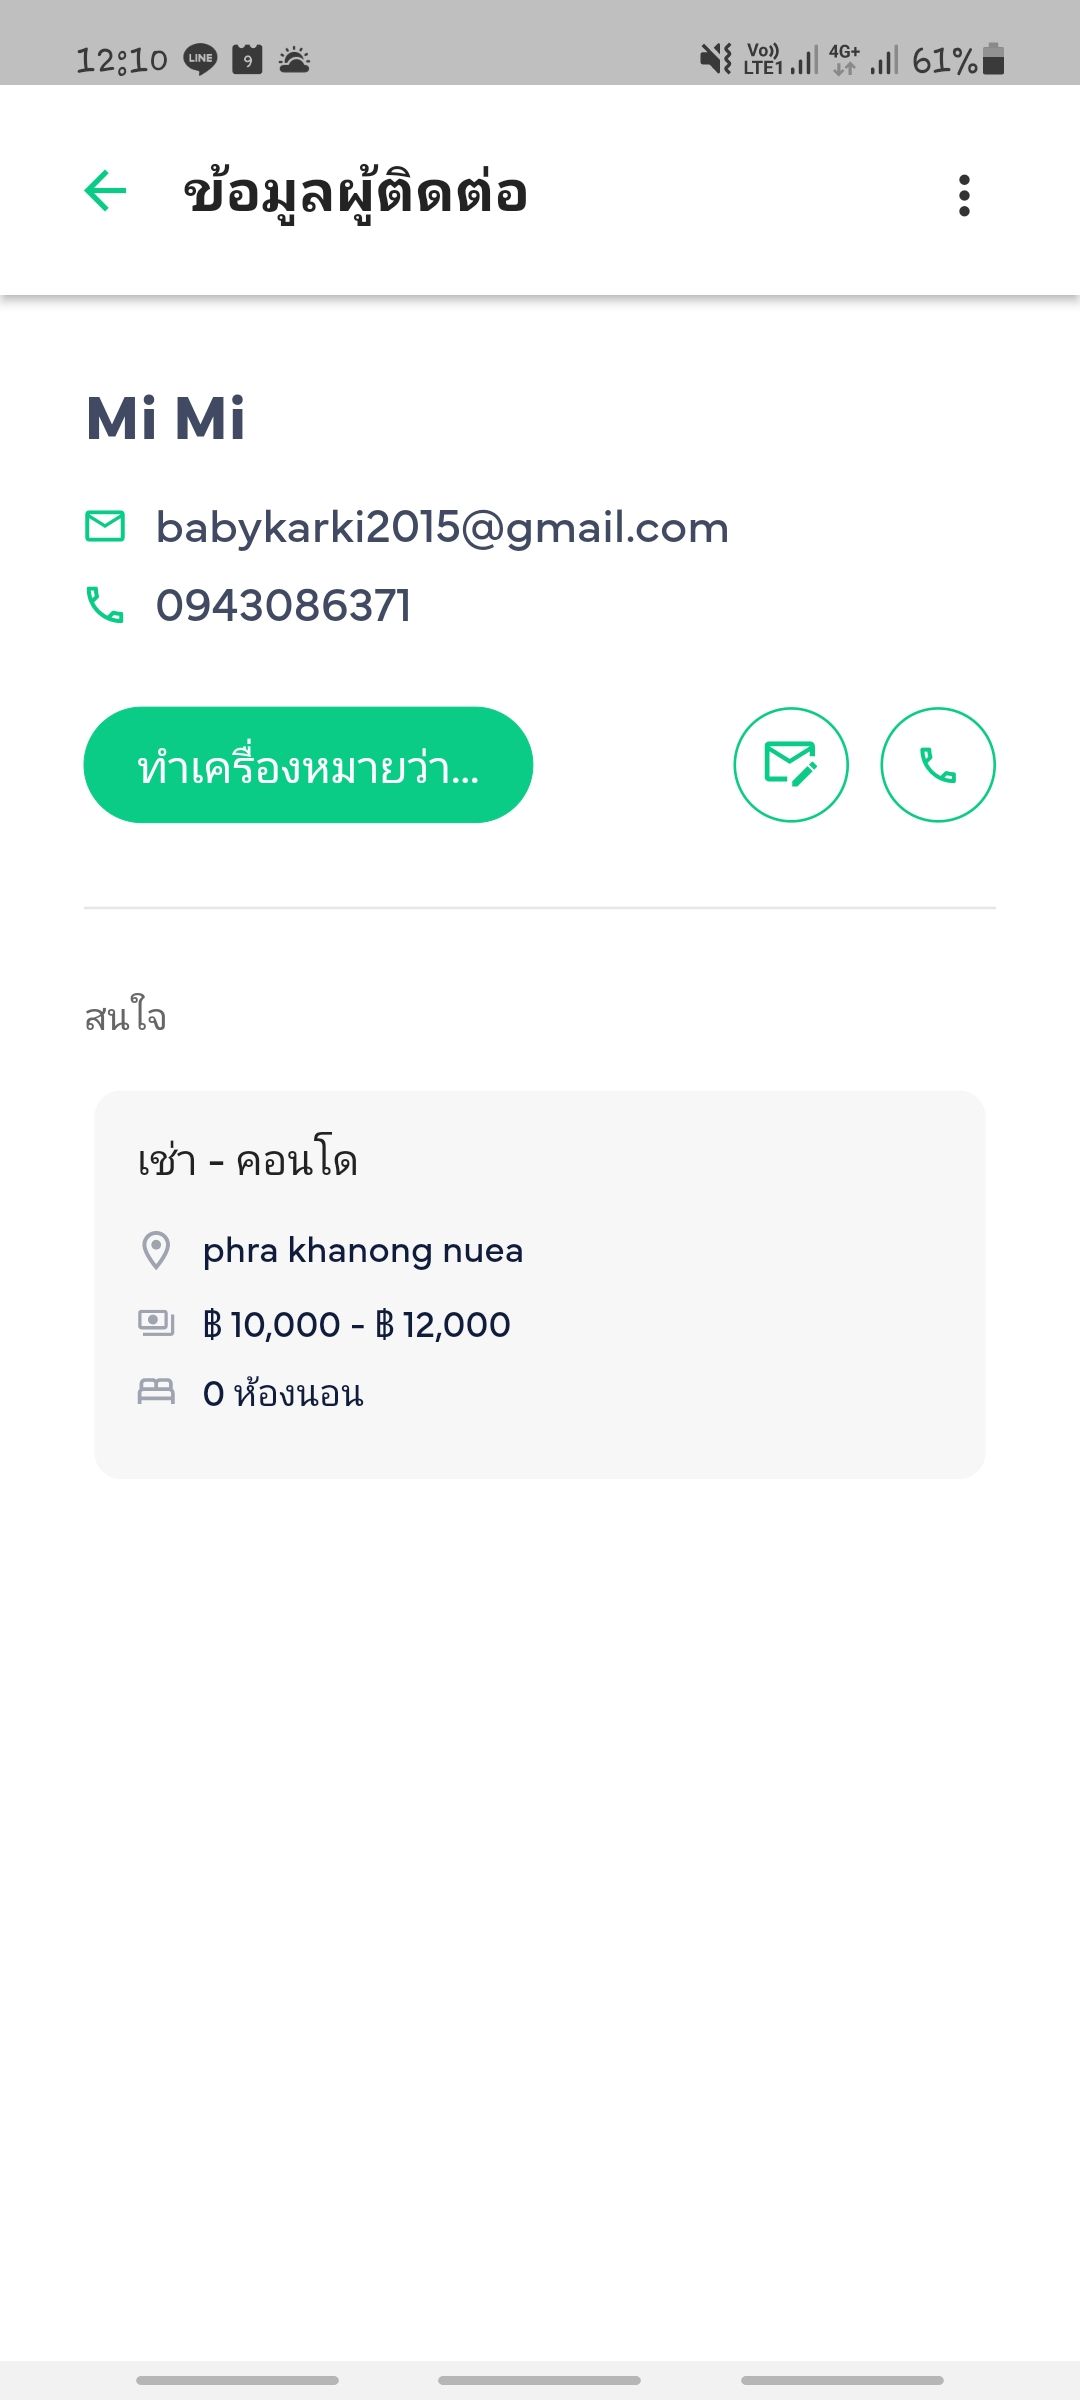 12:10 LINE 9 Vo)) LTE1 4G+ 61%
ข้อมูลผู้ติดต่อ
Mi Mi
babykarki2015@gmail.com
0943086371
ทำเครื่องหมายว่า...
สนใจ
เช่า - คอนโด
phra khanong nuea
฿ 10,000 - ฿ 12,000
0 ห้องนอน